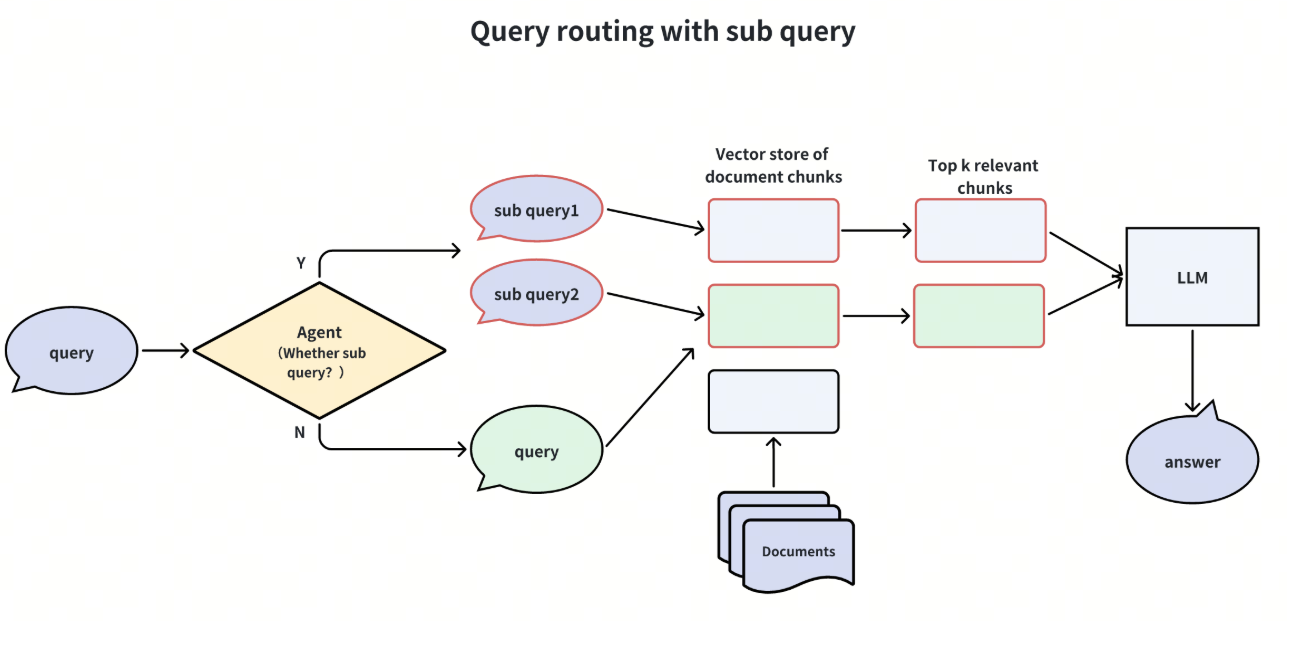 Query routing with sub query
Vector store of
document chunks
Top k relevant
chunks
sub query1
Y
sub query2
LLM
Agent
（Whether sub
query? ）
query
N
query
answer
Documents